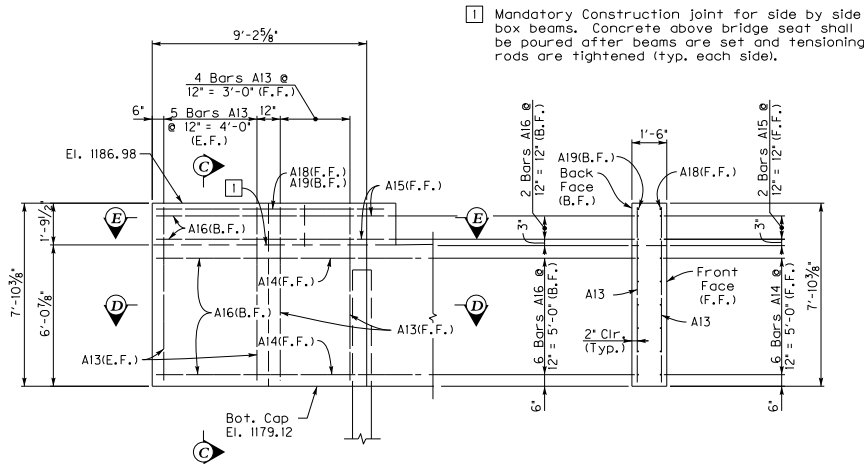 1 Mandatory Construction joint for side by side
box beams. Concrete above bridge seat shall
be poured after beams are set and tensioning
rods are tightened (typ. each side).
9'-2⅝"
4 Bars A13 @
12" = 3'-0" (F.F.)
6"
5 Bars A13
@ 12" = 4'-0"
(E.F.)
12"
El. 1186.98
C
1
A18(F.F.)
A19(B.F.)
A15(F.F.)
E
A16(B.F.)
E
1'-9½"
7'-10⅜"
6'-0⅞"
A14(F.F.)
D
A16(B.F.)
D
A13(F.F.)
A13(E.F.)
A14(F.F.)
Bot. Cap
El. 1179.12
C
2 Bars A16 @
12" = 12" (B.F.)
3"
6 Bars A16 @
12" = 5'-0" (B.F.)
6"
1'-6"
A19(B.F.)
Back
Face
(B.F.)
A18(F.F.)
A13
Front
Face
(F.F.)
A13
2" Clr.
(Typ.)
2 Bars A15 @
12" = 12" (F.F.)
3"
6 Bars A14 @
12" = 5'-0" (F.F.)
7'-10⅜"
6"